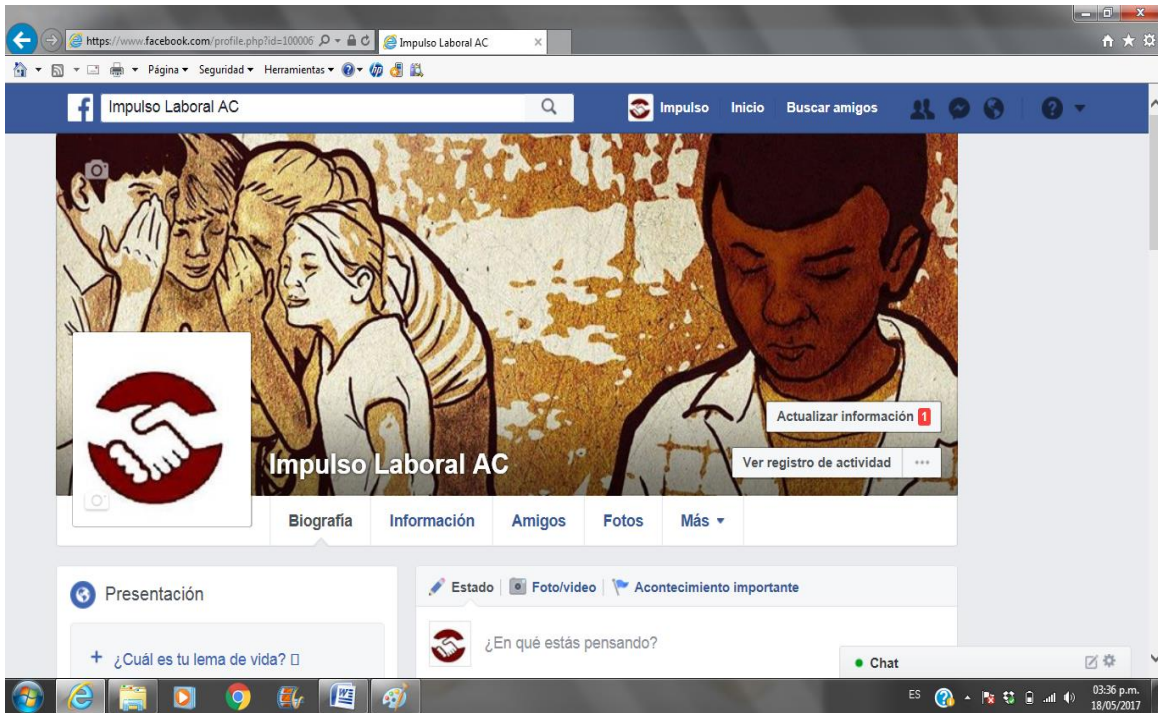 https://www.facebook.com/profile.php?id=100006
Impulso Laboral AC
Página Seguridad Herramientas
Impulso Laboral AC
Impulso Inicio Buscar amigos
Actualizar información 1
Ver registro de actividad
Impulso Laboral AC
Biografía Información Amigos Fotos Más
Presentación
¿Cuál es tu lema de vida?
Estado Foto/video Acontecimiento importante
¿En qué estás pensando?
Chat
ES
03:36 p.m.
18/05/2017